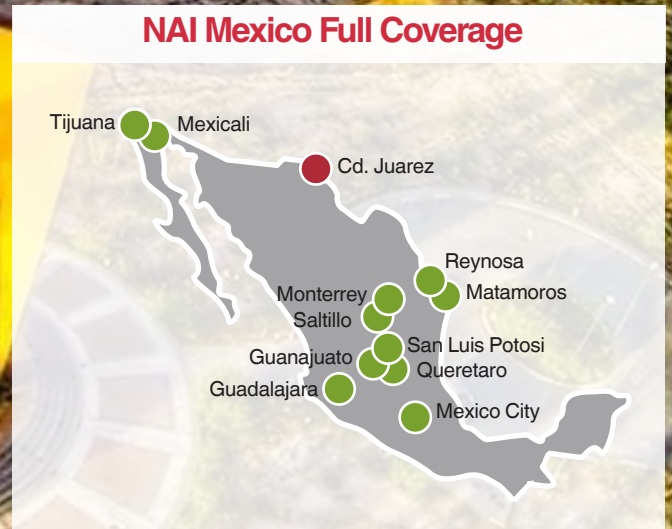 NAI Mexico Full Coverage
Tijuana
Mexicali
Cd. Juarez
Reynosa
Matamoros
Monterrey
Saltillo
San Luis Potosi
Guanajuato
Queretaro
Guadalajara
Mexico City